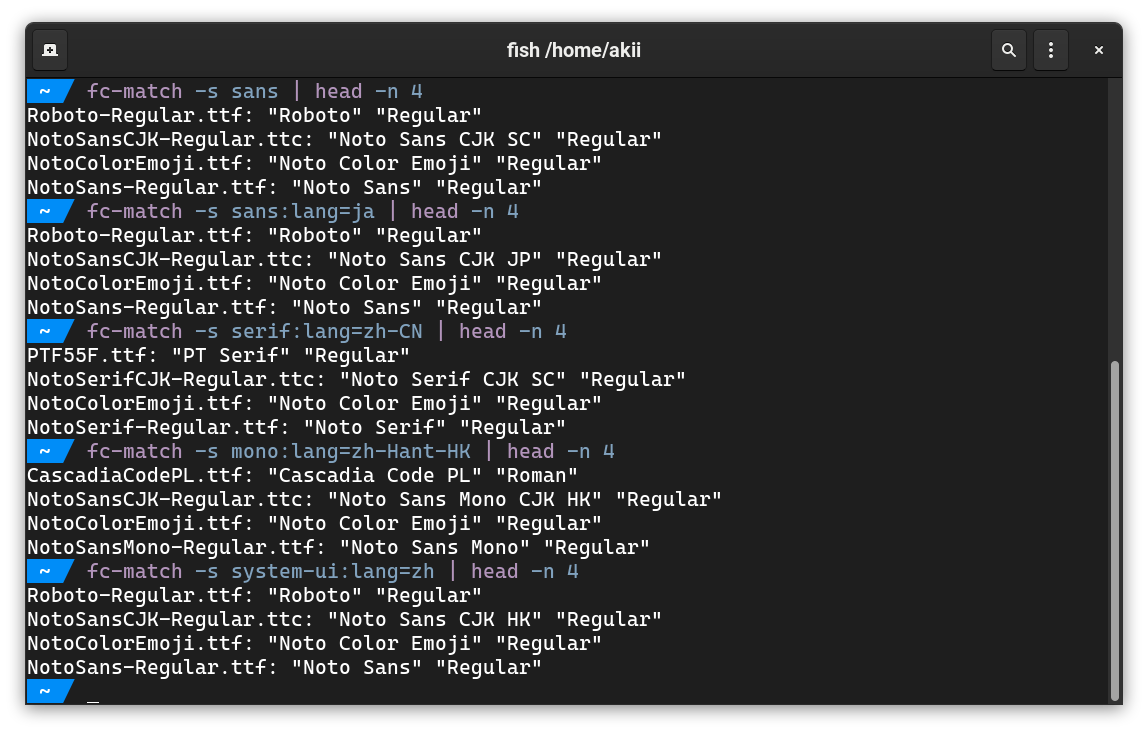 fish /home/akii
~ fc-match -s sans | head -n 4
Roboto-Regular.ttf: "Roboto" "Regular"
NotoSansCJK-Regular.ttc: "Noto Sans CJK SC" "Regular"
NotoColorEmoji.ttf: "Noto Color Emoji" "Regular"
NotoSans-Regular.ttf: "Noto Sans" "Regular"
~ fc-match -s sans:lang=ja | head -n 4
Roboto-Regular.ttf: "Roboto" "Regular"
NotoSansCJK-Regular.ttc: "Noto Sans CJK JP" "Regular"
NotoColorEmoji.ttf: "Noto Color Emoji" "Regular"
NotoSans-Regular.ttf: "Noto Sans" "Regular"
~ fc-match -s serif:lang=zh-CN | head -n 4
PTF55F.ttf: "PT Serif" "Regular"
NotoSerifCJK-Regular.ttc: "Noto Serif CJK SC" "Regular"
NotoColorEmoji.ttf: "Noto Color Emoji" "Regular"
NotoSerif-Regular.ttf: "Noto Serif" "Regular"
~ fc-match -s mono:lang=zh-Hant-HK | head -n 4
CascadiaCodePL.ttf: "Cascadia Code PL" "Roman"
NotoSansCJK-Regular.ttc: "Noto Sans Mono CJK HK" "Regular"
NotoColorEmoji.ttf: "Noto Color Emoji" "Regular"
NotoSansMono-Regular.ttf: "Noto Sans Mono" "Regular"
~ fc-match -s system-ui:lang=zh | head -n 4
Roboto-Regular.ttf: "Roboto" "Regular"
NotoSansCJK-Regular.ttc: "Noto Sans CJK HK" "Regular"
NotoColorEmoji.ttf: "Noto Color Emoji" "Regular"
NotoSans-Regular.ttf: "Noto Sans" "Regular"
~ _